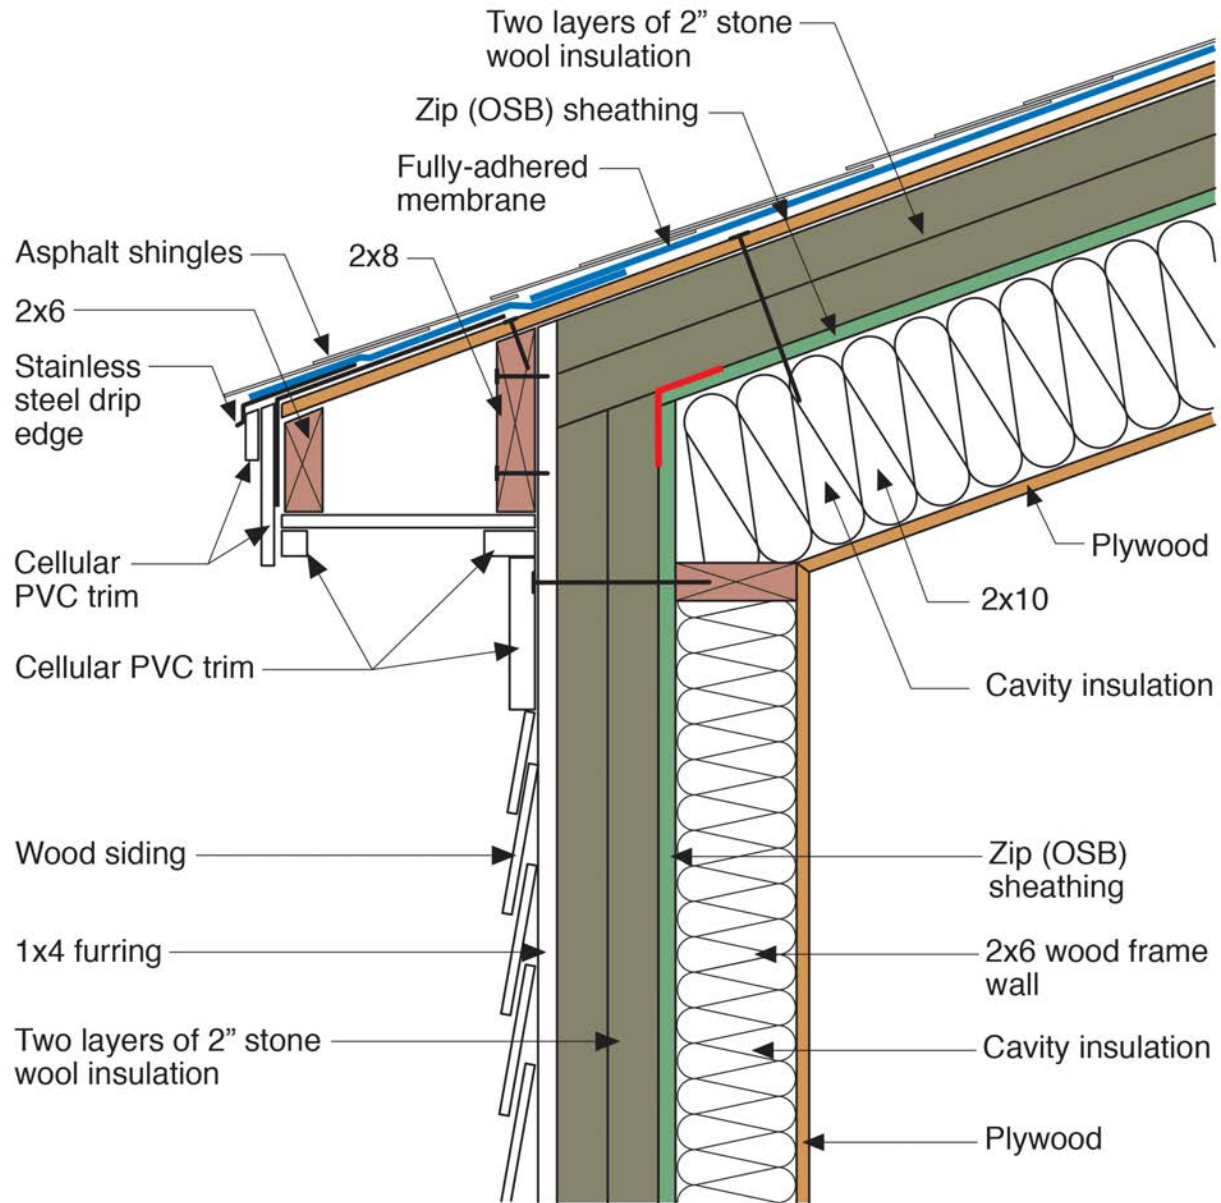 Two layers of 2” stone
wool insulation
Zip (OSB) sheathing
Fully-adhered
membrane
Asphalt shingles
2x8
2x6
Stainless
steel drip
edge
Cellular
PVC trim
Plywood
2x10
Cellular PVC trim
Cavity insulation
Wood siding
Zip (OSB)
sheathing
1x4 furring
2x6 wood frame
wall
Two layers of 2” stone
wool insulation
Cavity insulation
Plywood